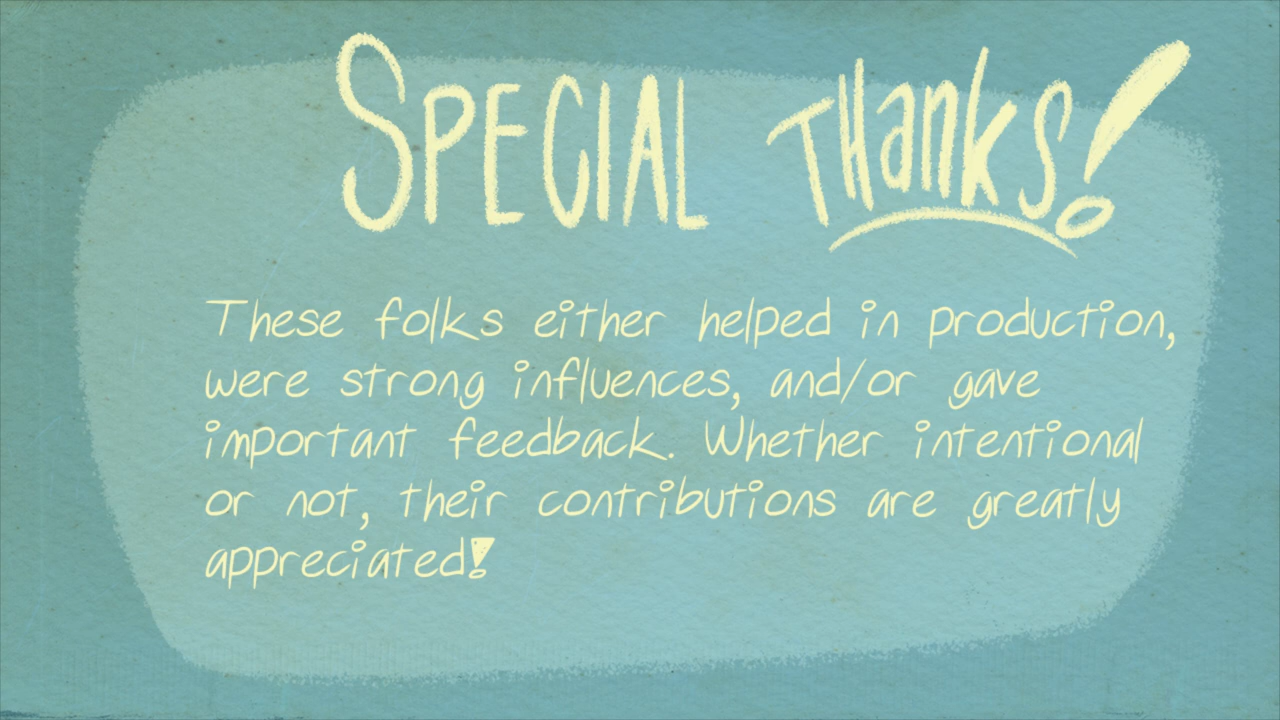 SPECIAL THanks!
These folks either helped in production,
were strong influences, and/or gave
important feedback. Whether intentional
or not, their contributions are greatly
appreciated!